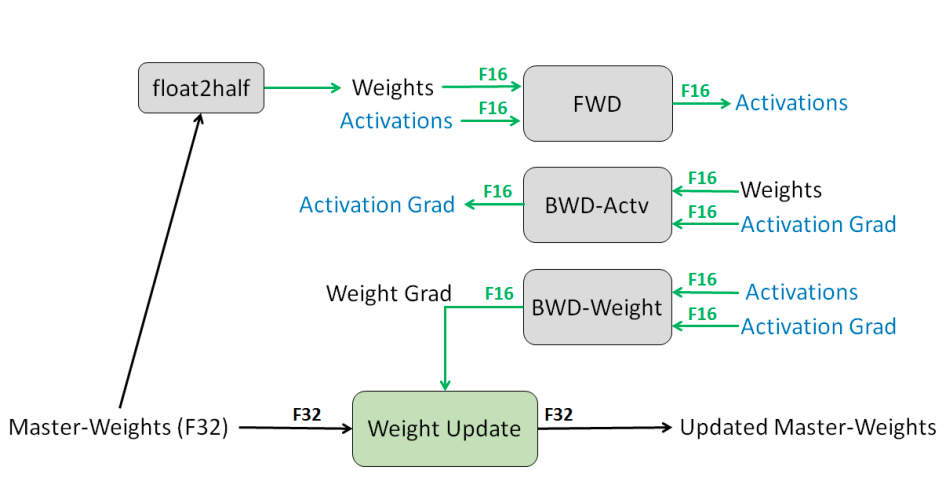 float2half
Weights
F16
Activations
F16
FWD
F16
Activations
Activation Grad
F16
BWD-Actv
F16
Weights
F16
Activation Grad
Weight Grad
F16
BWD-Weight
F16
Activations
F16
Activation Grad
Master-Weights (F32)
F32
Weight Update
F32
Updated Master-Weights